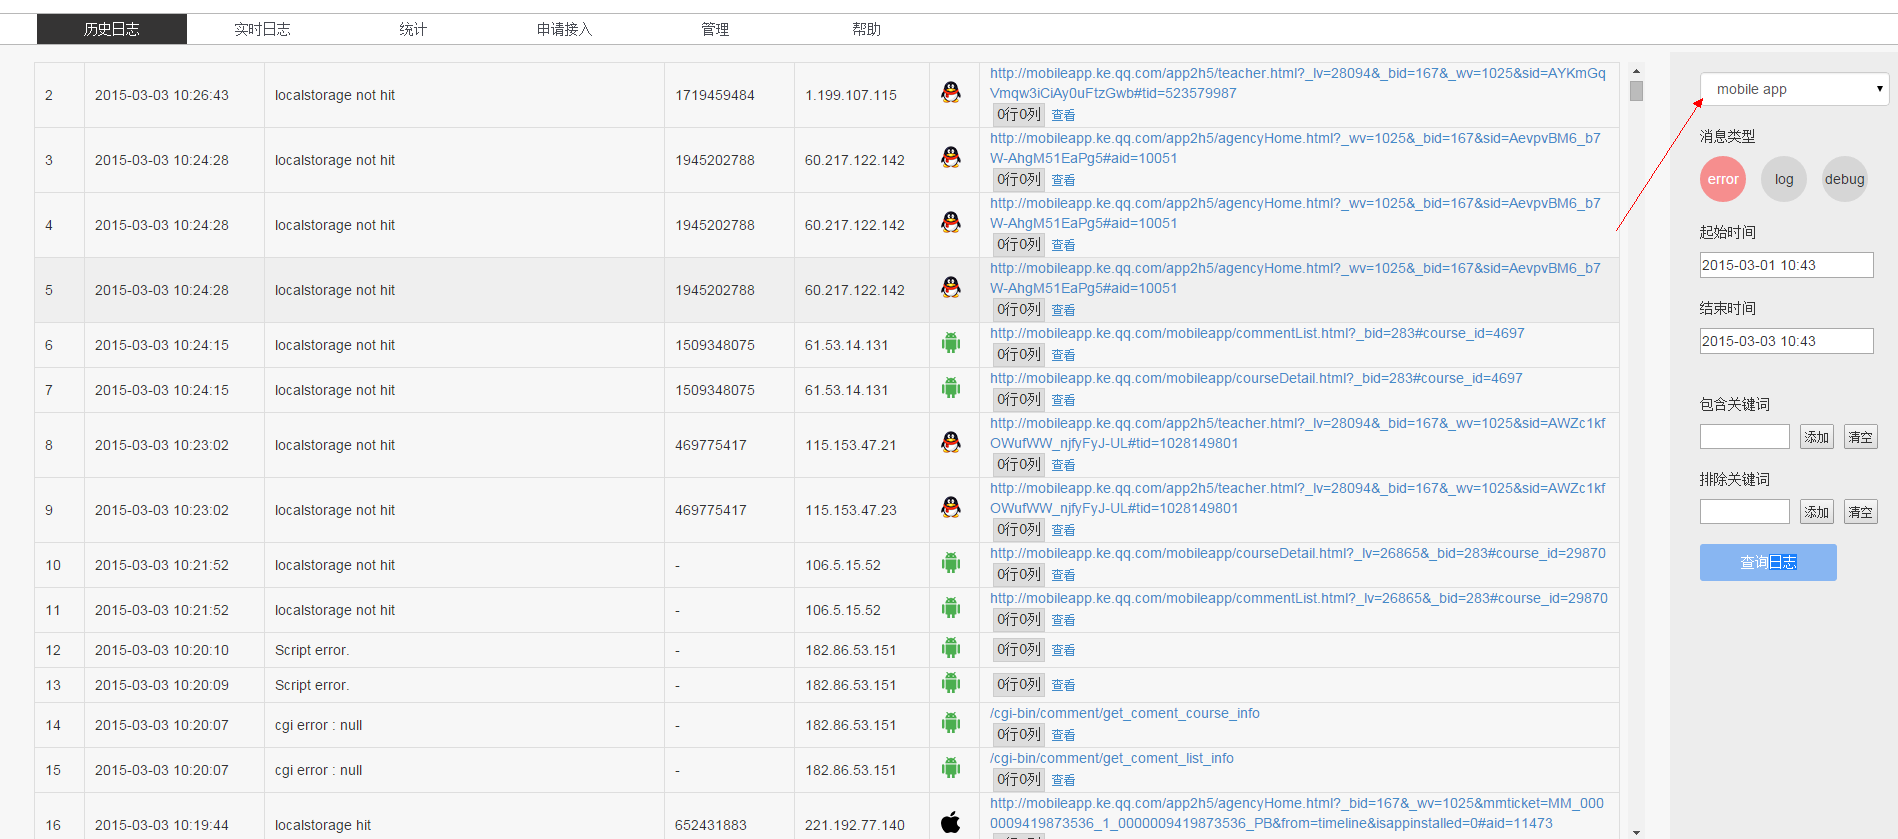 历史日志 实时日志 统计 申请接入 管理 帮助
2 2015-03-03 10:26:43 localstorage not hit 1719459484 1.199.107.115 http://mobileapp.ke.qq.com/app2h5/teacher.html?_lv=28094&_bid=167&_wv=1025&sid=AYKmGq
Vmqw3iCiAy0uFtzGwb#tid=523579987
0行0列 查看
3 2015-03-03 10:24:28 localstorage not hit 1945202788 60.217.122.142 http://mobileapp.ke.qq.com/app2h5/agencyHome.html?_wv=1025&_bid=167&sid=AevpvBM6_b7
W-AhgM51EaPg5#aid=10051
0行0列 查看
4 2015-03-03 10:24:28 localstorage not hit 1945202788 60.217.122.142 http://mobileapp.ke.qq.com/app2h5/agencyHome.html?_wv=1025&_bid=167&sid=AevpvBM6_b7
W-AhgM51EaPg5#aid=10051
0行0列 查看
5 2015-03-03 10:24:28 localstorage not hit 1945202788 60.217.122.142 http://mobileapp.ke.qq.com/app2h5/agencyHome.html?_wv=1025&_bid=167&sid=AevpvBM6_b7
W-AhgM51EaPg5#aid=10051
0行0列 查看
6 2015-03-03 10:24:15 localstorage not hit 1509348075 61.53.14.131 http://mobileapp.ke.qq.com/mobileapp/commentList.html?_bid=283#course_id=4697
0行0列 查看
7 2015-03-03 10:24:15 localstorage not hit 1509348075 61.53.14.131 http://mobileapp.ke.qq.com/mobileapp/courseDetail.html?_bid=283#course_id=4697
0行0列 查看
8 2015-03-03 10:23:02 localstorage not hit 469775417 115.153.47.21 http://mobileapp.ke.qq.com/app2h5/teacher.html?_lv=28094&_bid=167&_wv=1025&sid=AWZc1kf
OWufWW_njfyFyJ-UL#tid=1028149801
0行0列 查看
9 2015-03-03 10:23:02 localstorage not hit 469775417 115.153.47.23 http://mobileapp.ke.qq.com/app2h5/teacher.html?_lv=28094&_bid=167&_wv=1025&sid=AWZc1kf
OWufWW_njfyFyJ-UL#tid=1028149801
0行0列 查看
10 2015-03-03 10:21:52 localstorage not hit - 106.5.15.52 http://mobileapp.ke.qq.com/mobileapp/courseDetail.html?_lv=26865&_bid=283#course_id=29870
0行0列 查看
11 2015-03-03 10:21:52 localstorage not hit - 106.5.15.52 http://mobileapp.ke.qq.com/mobileapp/commentList.html?_lv=26865&_bid=283#course_id=29870
0行0列 查看
12 2015-03-03 10:20:10 Script error. - 182.86.53.151 0行0列 查看
13 2015-03-03 10:20:09 Script error. - 182.86.53.151 0行0列 查看
14 2015-03-03 10:20:07 cgi error : null - 182.86.53.151 /cgi-bin/comment/get_coment_course_info
0行0列 查看
15 2015-03-03 10:20:07 cgi error : null - 182.86.53.151 /cgi-bin/comment/get_coment_list_info
0行0列 查看
16 2015-03-03 10:19:44 localstorage hit 652431883 221.192.77.140 http://mobileapp.ke.qq.com/app2h5/agencyHome.html?_bid=167&_wv=1025&mmticket=MM_000
0009419873536_1_0000009419873536_PB&from=timeline&isappinstalled=0#aid=11473
mobile app
消息类型
error log debug
起始时间
2015-03-01 10:43
结束时间
2015-03-03 10:43
包含关键词
添加 清空
排除关键词
添加 清空
查询日志